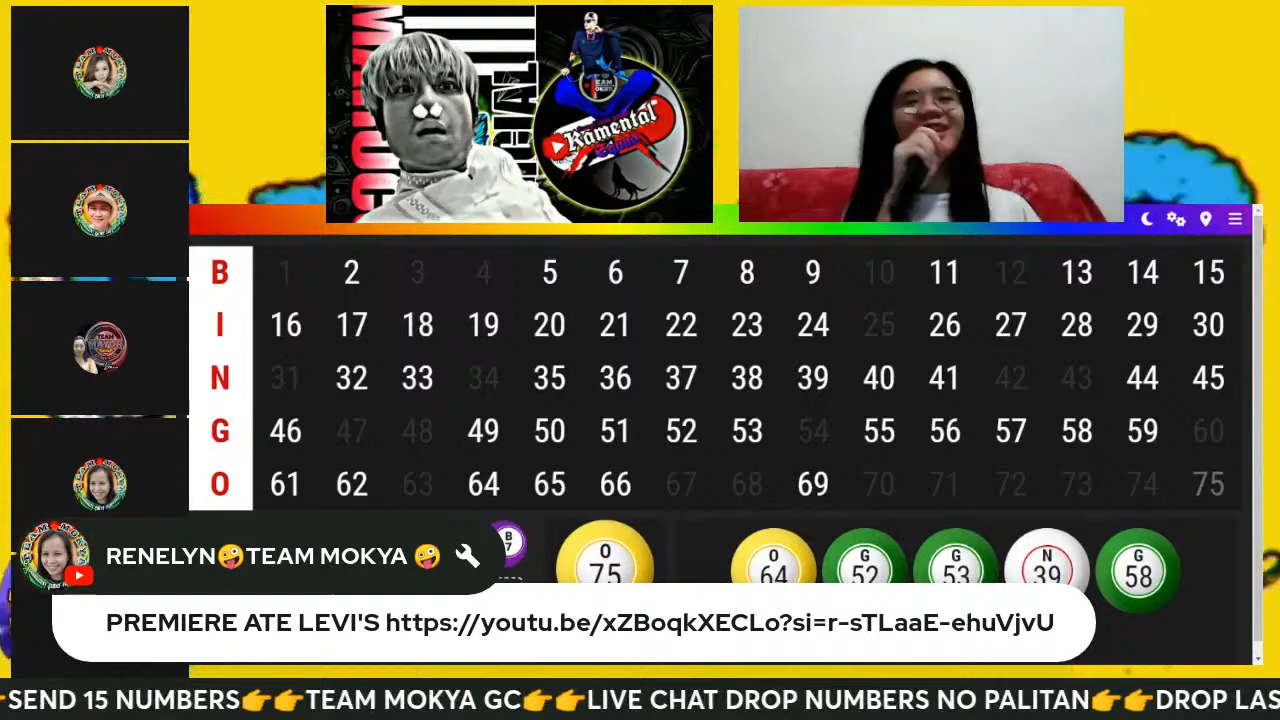 Kamental
Squad
B 1 2 3 4 5 6 7 8 9 10 11 12 13 14 15
I 16 17 18 19 20 21 22 23 24 25 26 27 28 29 30
N 31 32 33 34 35 36 37 38 39 40 41 42 43 44 45
G 46 47 48 49 50 51 52 53 54 55 56 57 58 59 60
O 61 62 63 64 65 66 67 68 69 70 71 72 73 74 75
B 7
O 75
O 64
G 52
G 53
N 39
G 58
RENELYN🤪TEAM MOKYA 🤪
PREMIERE ATE LEVI'S https://youtu.be/xZBoqkXECLo?si=r-sTLaaE-ehuVjvU
👉SEND 15 NUMBERS👉👉TEAM MOKYA GC👉👉LIVE CHAT DROP NUMBERS NO PALITAN👉👉DROP LAS